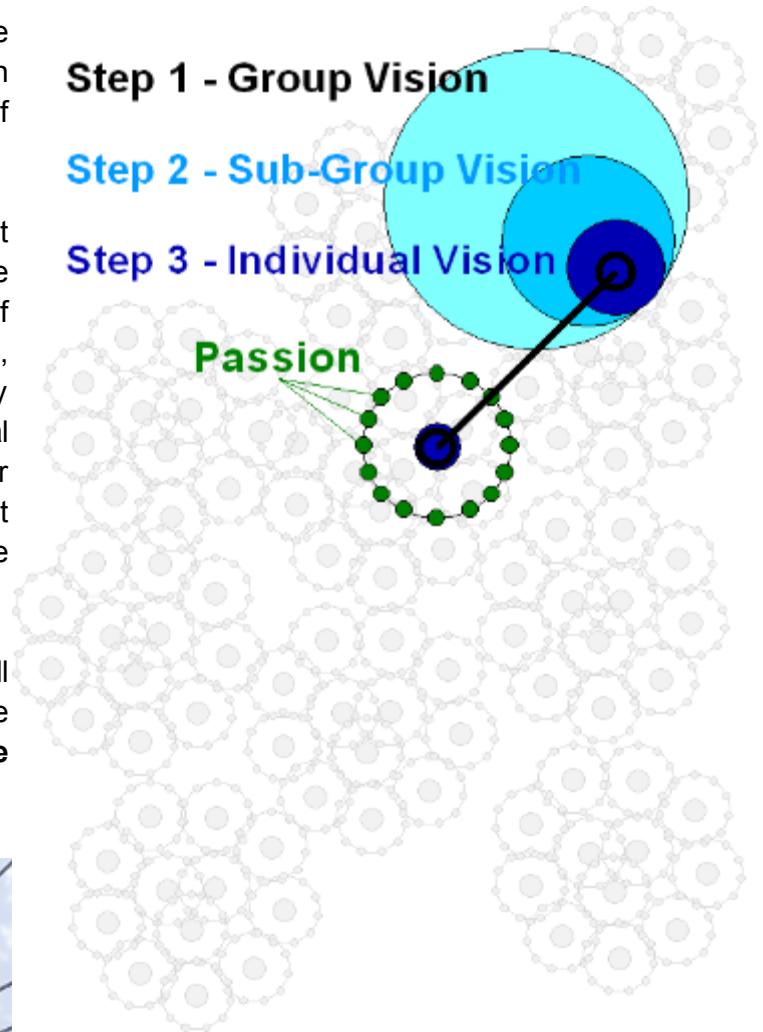 Step 1 - Group Vision
Step 2 - Sub-Group Vision
Step 3 - Individual Vision
Passion